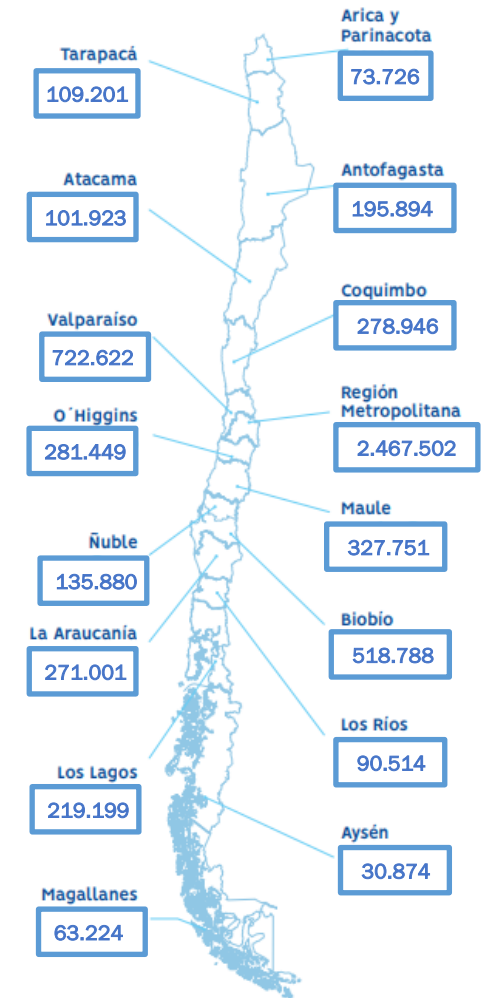 Arica y
Parinacota
73.726
Tarapacá
109.201
Antofagasta
195.894
Atacama
101.923
Coquimbo
278.946
Valparaíso
722.622
Región
Metropolitana
2.467.502
O´Higgins
281.449
Maule
327.751
Ñuble
135.880
Biobío
518.788
La Araucanía
271.001
Los Ríos
90.514
Los Lagos
219.199
Aysén
30.874
Magallanes
63.224